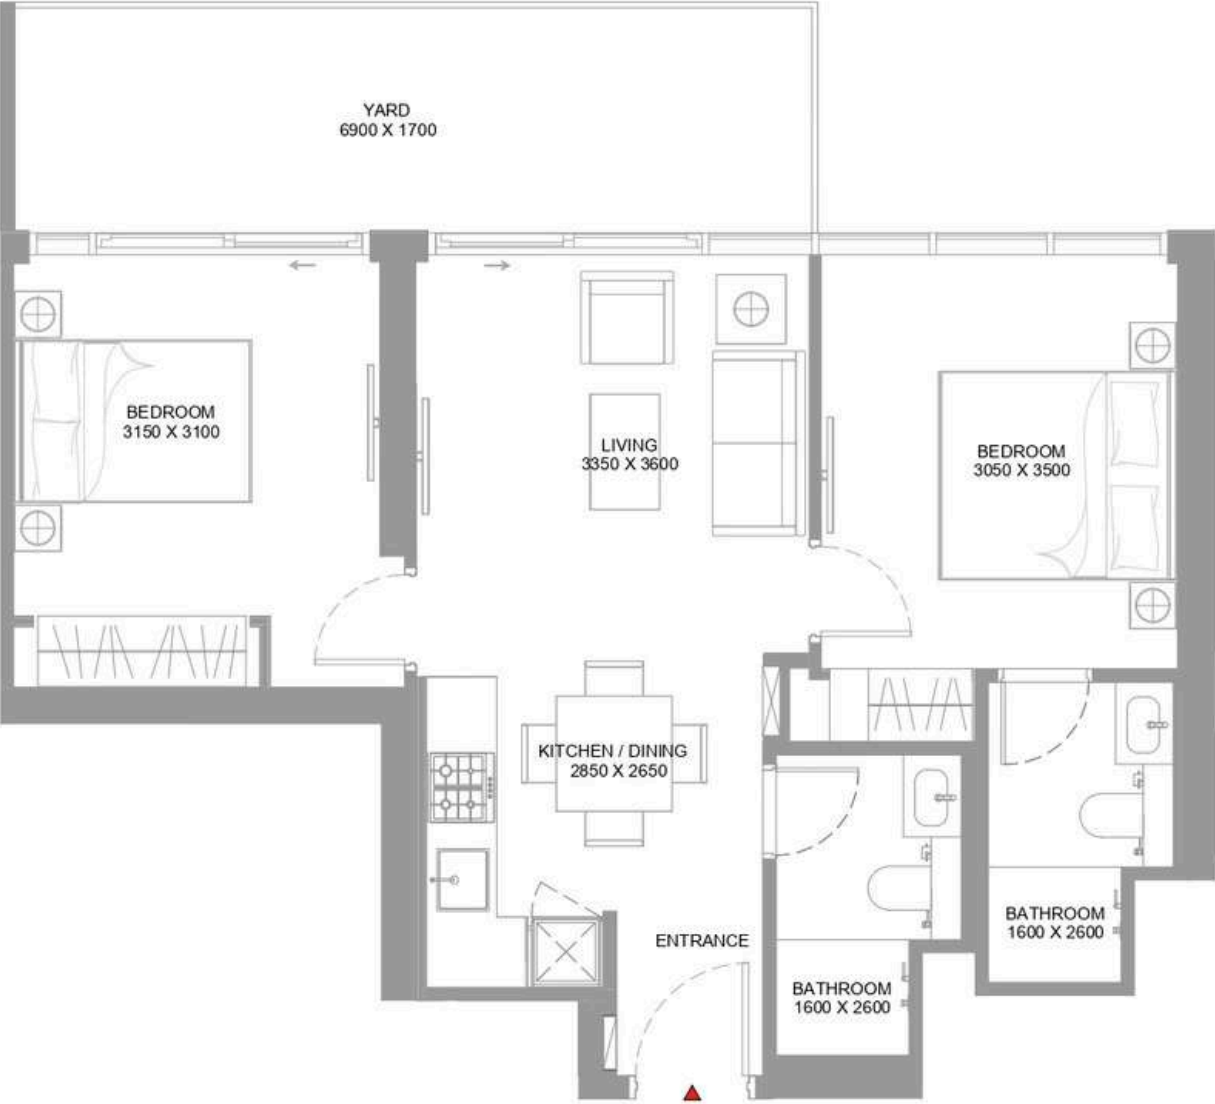 YARD
6900 X 1700
BEDROOM
3150 X 3100
LIVING
3350 X 3600
BEDROOM
3050 X 3500
KITCHEN / DINING
2850 X 2650
ENTRANCE
BATHROOM
1600 X 2600
BATHROOM
1600 X 2600